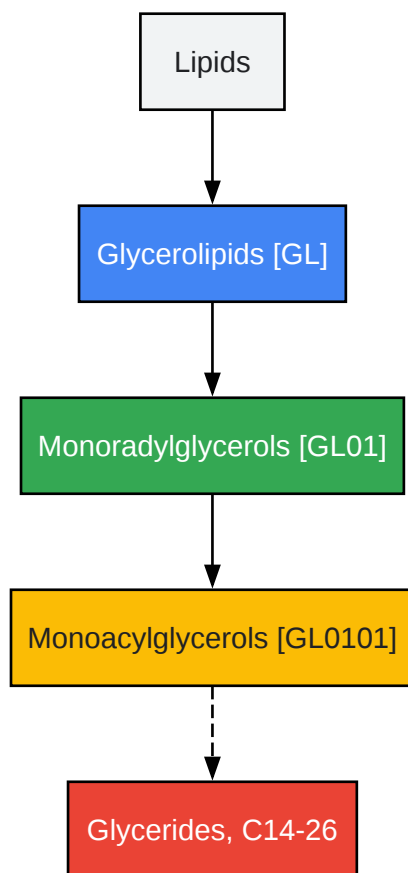 Lipids
Glycerolipids [GL]
Monoradylglycerols [GL01]
Monoacylglycerols [GL0101]
Glycerides, C14-26